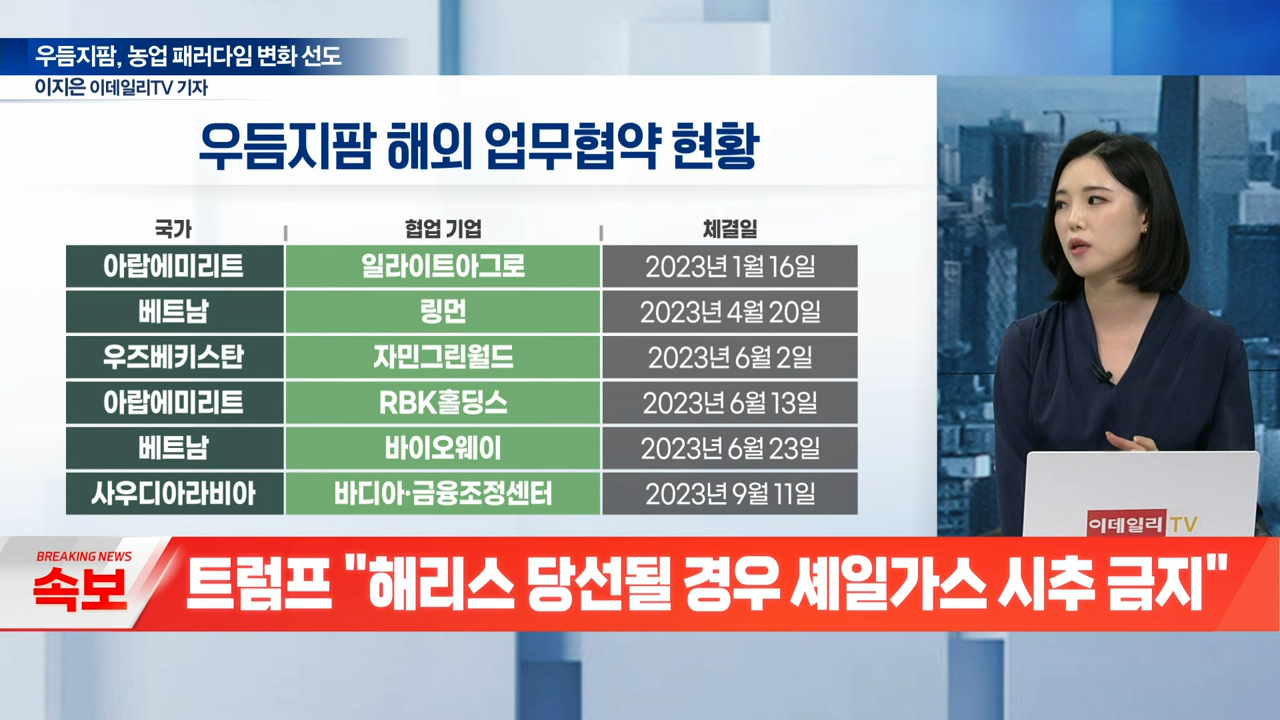 우듬지팜, 농업 패러다임 변화 선도
이지은 이데일리TV 기자
우듬지팜 해외 업무협약 현황
국가 협업 기업 체결일
아랍에미리트 일라이트아그로 2023년 1월 16일
베트남 링먼 2023년 4월 20일
우즈베키스탄 자민그린월드 2023년 6월 2일
아랍에미리트 RBK홀딩스 2023년 6월 13일
베트남 바이오웨이 2023년 6월 23일
사우디아라비아 바디아·금융조정센터 2023년 9월 11일
이데일리TV
BREAKING NEWS
속보
트럼프 "해리스 당선될 경우 셰일가스 시추 금지"